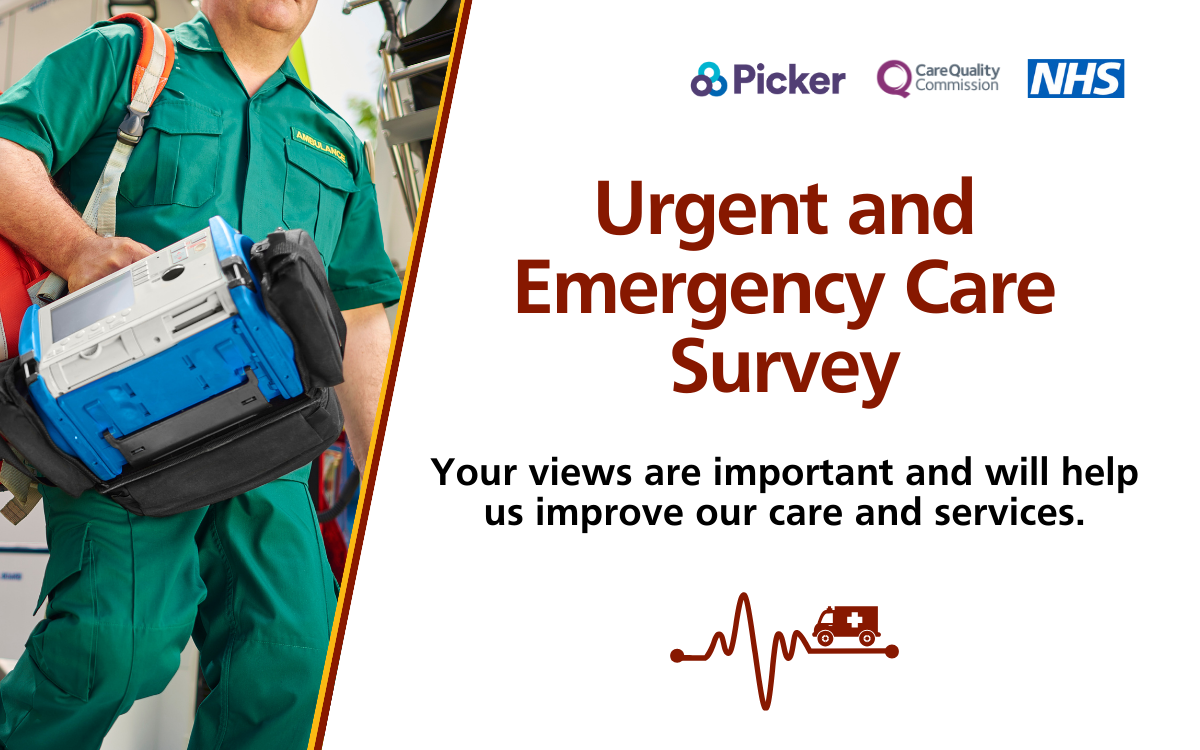 AMBULANCE
Picker
CareQuality
Commission
NHS
Urgent and
Emergency Care
Survey
Your views are important and will help
us improve our care and services.